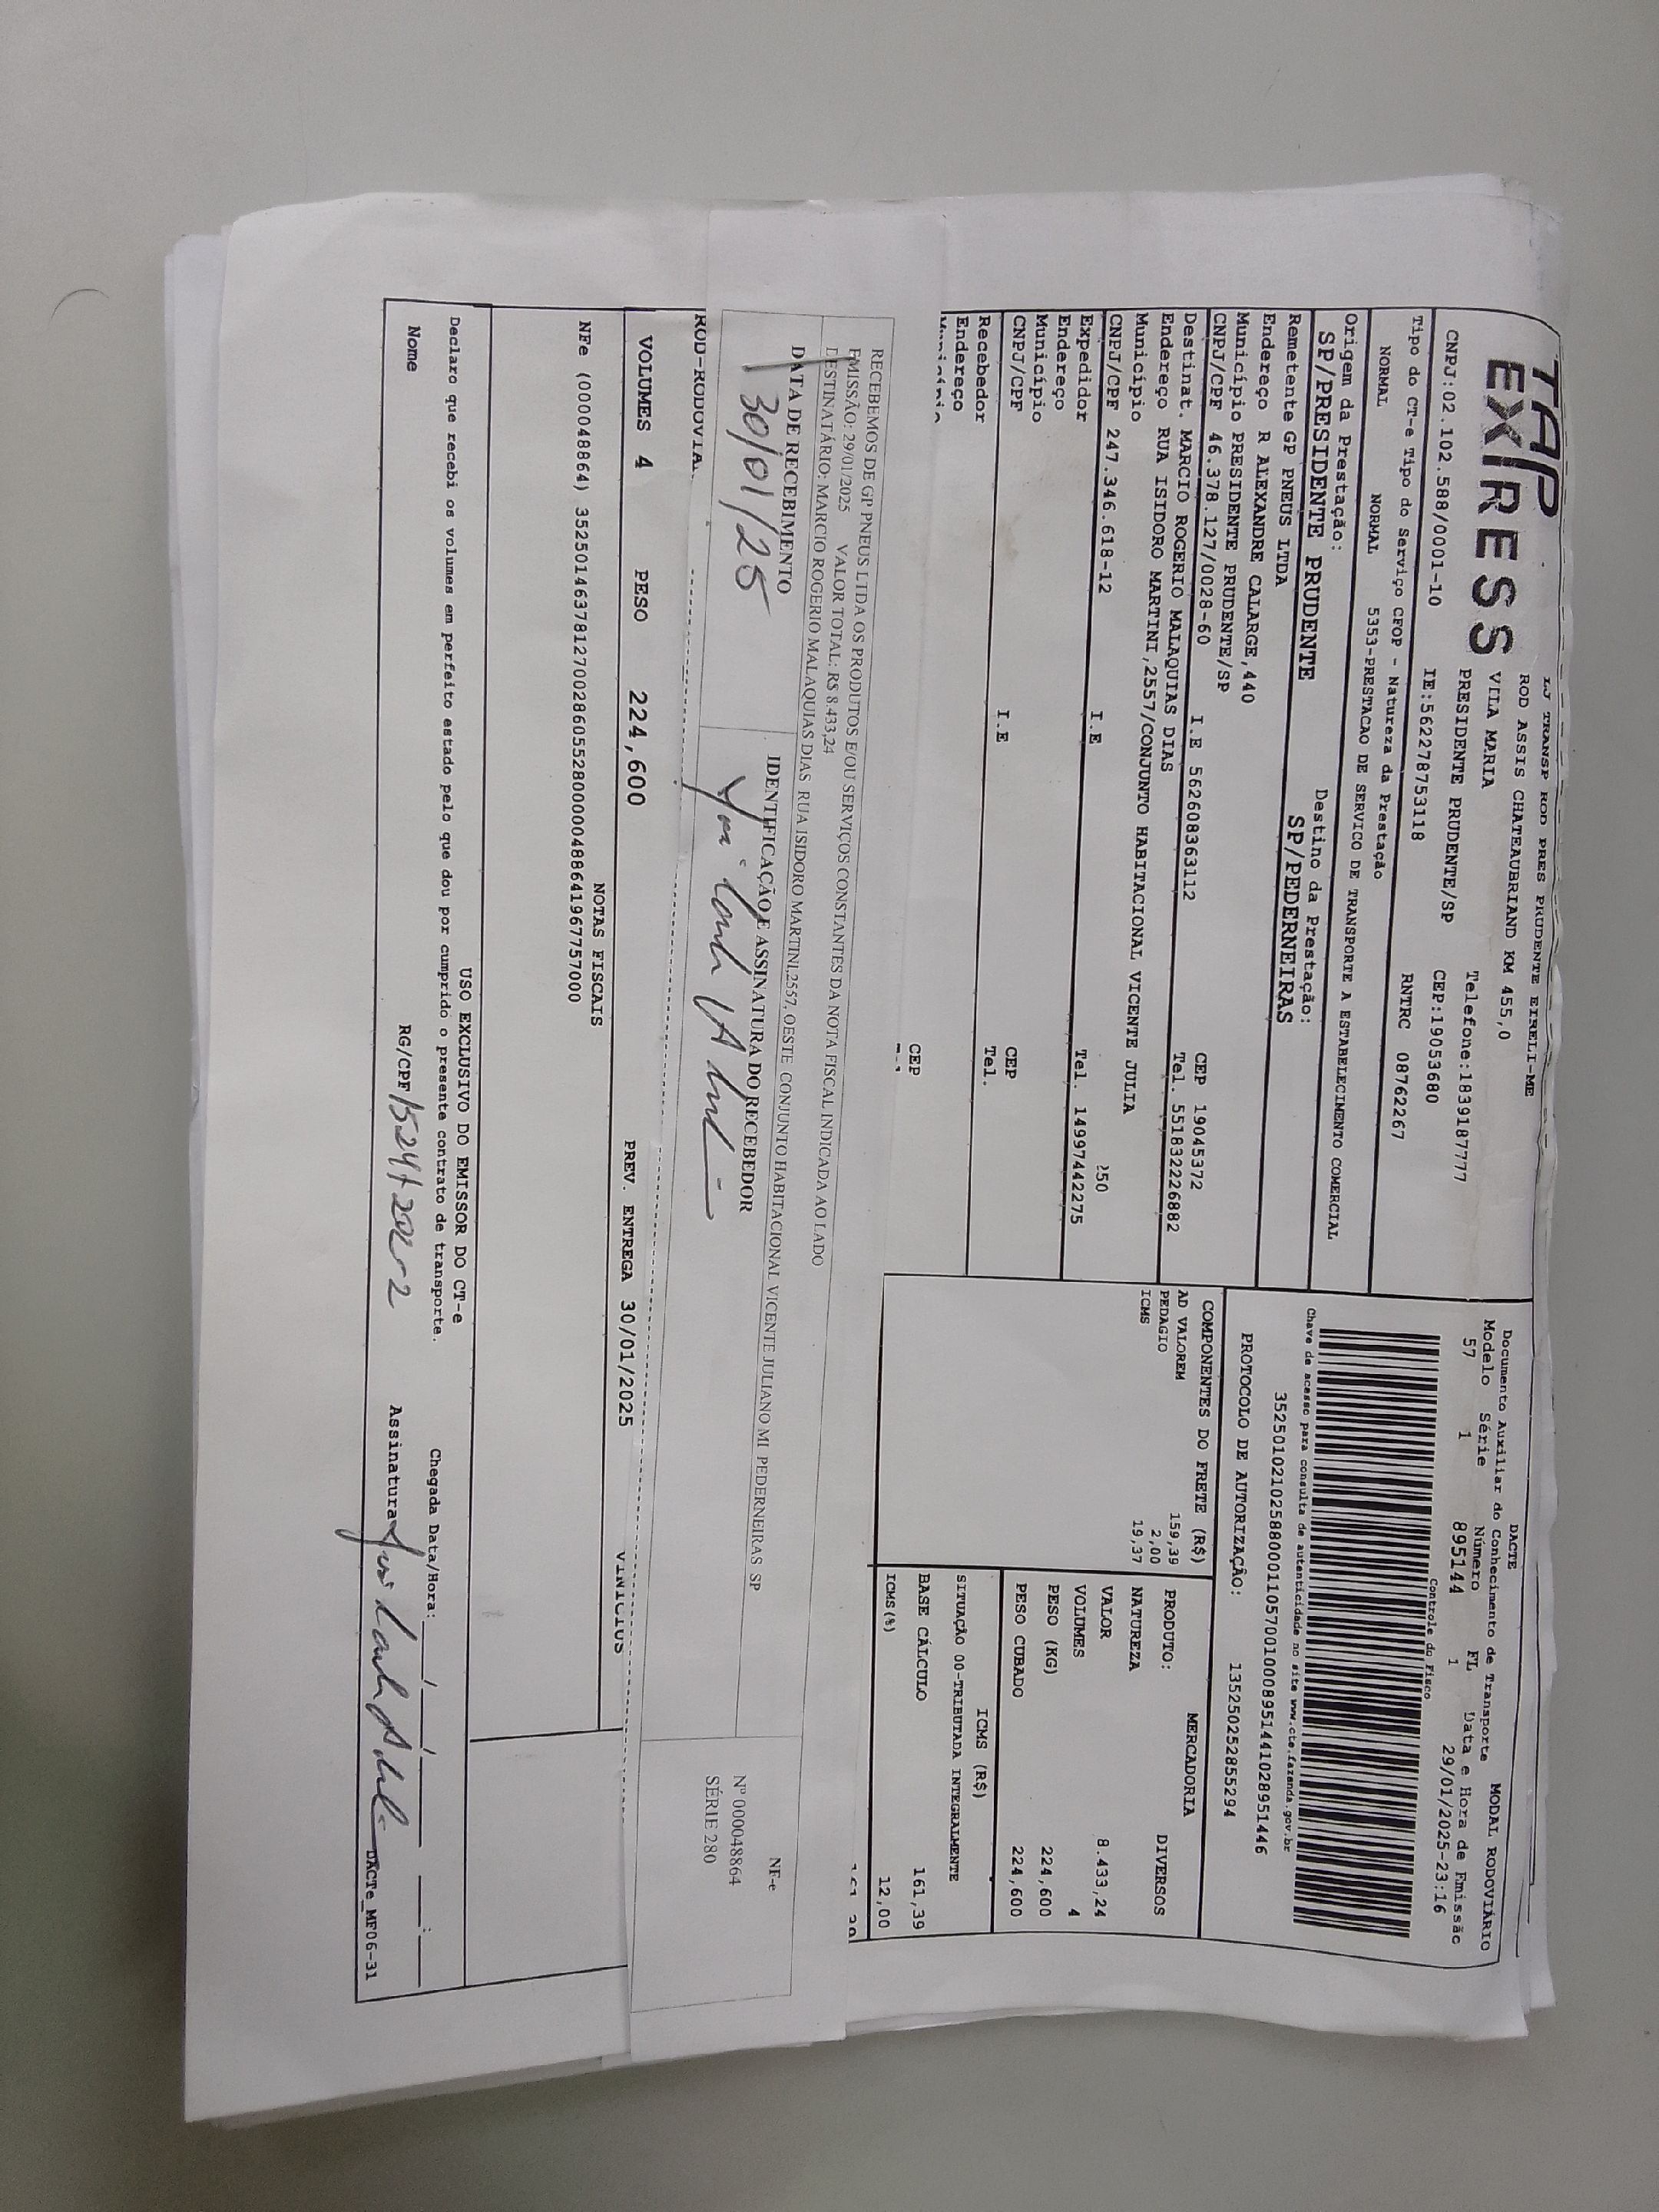 TAP
EXPRESS
LJ TRANSP ROD PRES PRUDENTE EIRELI-ME
ROD ASSIS CHATEAUBRIAND KM 455,0
VILA MARIA Telefone:1839187777
PRESIDENTE PRUDENTE/SP CEP:19053680
CNPJ:02.102.588/0001-10 IE:562278753118 RNTRC 08762267
Tipo do CT-e Tipo do Serviço CFOP - Natureza da Prestação
NORMAL NORMAL 5353-PRESTACAO DE SERVICO DE TRANSPORTE A ESTABELECIMENTO COMERCIAL
Origem da Prestação: Destino da Prestação:
SP/PRESIDENTE PRUDENTE SP/PEDERNEIRAS
Remetente GP PNEUS LTDA
Endereço R ALEXANDRE CALARGE,440
Município PRESIDENTE PRUDENTE/SP CEP 19045372
CNPJ/CPF 46.378.127/0028-60 I.E 562608363112 Tel. 551832226882
Destinat. MARCIO ROGERIO MALAQUIAS DIAS
Endereço RUA ISIDORO MARTINI,2557/CONJUNTO HABITACIONAL VICENTE JULIA
Município 250
CNPJ/CPF 247.346.618-12 I.E Tel. 14997442275
Expedidor
Endereço
Município CEP
CNPJ/CPF I.E Tel.
Recebedor
Endereço
Município CEP
DACTE
Documento Auxiliar do Conhecimento de Transporte MODAL RODOVIÁRIO
Modelo Série Número FL Data e Hora de Emissão
57 1 895144 1 29/01/2025-23:16
Controle do Fisco
Chave de acesso para consulta de autenticidade no site www.cte.fazenda.gov.br
35250102102588000110570010008951441028951446
PROTOCOLO DE AUTORIZAÇÃO: 135250252855294
COMPONENTES DO FRETE (R$)
AD VALOREM 159,39
PEDAGIO 2,00
ICMS 19,37
MERCADORIA
PRODUTO: DIVERSOS
NATUREZA
VALOR 8.433,24
VOLUMES 4
PESO (KG) 224,600
PESO CUBADO 224,600
ICMS (R$)
SITUAÇÃO 00-TRIBUTADA INTEGRALMENTE
BASE CÁLCULO 161,39
ICMS(%) 12,00
RECEBEMOS DE GP PNEUS LTDA OS PRODUTOS E/OU SERVIÇOS CONSTANTES DA NOTA FISCAL INDICADA AO LADO
EMISSÃO: 29/01/2025 VALOR TOTAL: R$ 8.433,24
DESTINATÁRIO: MARCIO ROGERIO MALAQUIAS DIAS RUA ISIDORO MARTINI,2557, OESTE CONJUNTO HABITACIONAL VICENTE JULIANO MI PEDERNEIRAS SP
DATA DE RECEBIMENTO IDENTIFICAÇÃO E ASSINATURA DO RECEBEDOR
30/01/25
NF-e
Nº 000048864
SÉRIE 280
ROD-RODOVIA.
VINICIUS
VOLUMES 4 PESO 224,600 PREV. ENTREGA 30/01/2025
NOTAS FISCAIS
NFe (000048864) 35250146378127002860552800000488641967757000
USO EXCLUSIVO DO EMISSOR DO CT-e
Declaro que recebi os volumes em perfeito estado pelo que dou por cumprido o presente contrato de transporte. Chegada Data/Hora: __/__/__ __:__
Nome RG/CPF Assinatura
DACTe_MF06-31